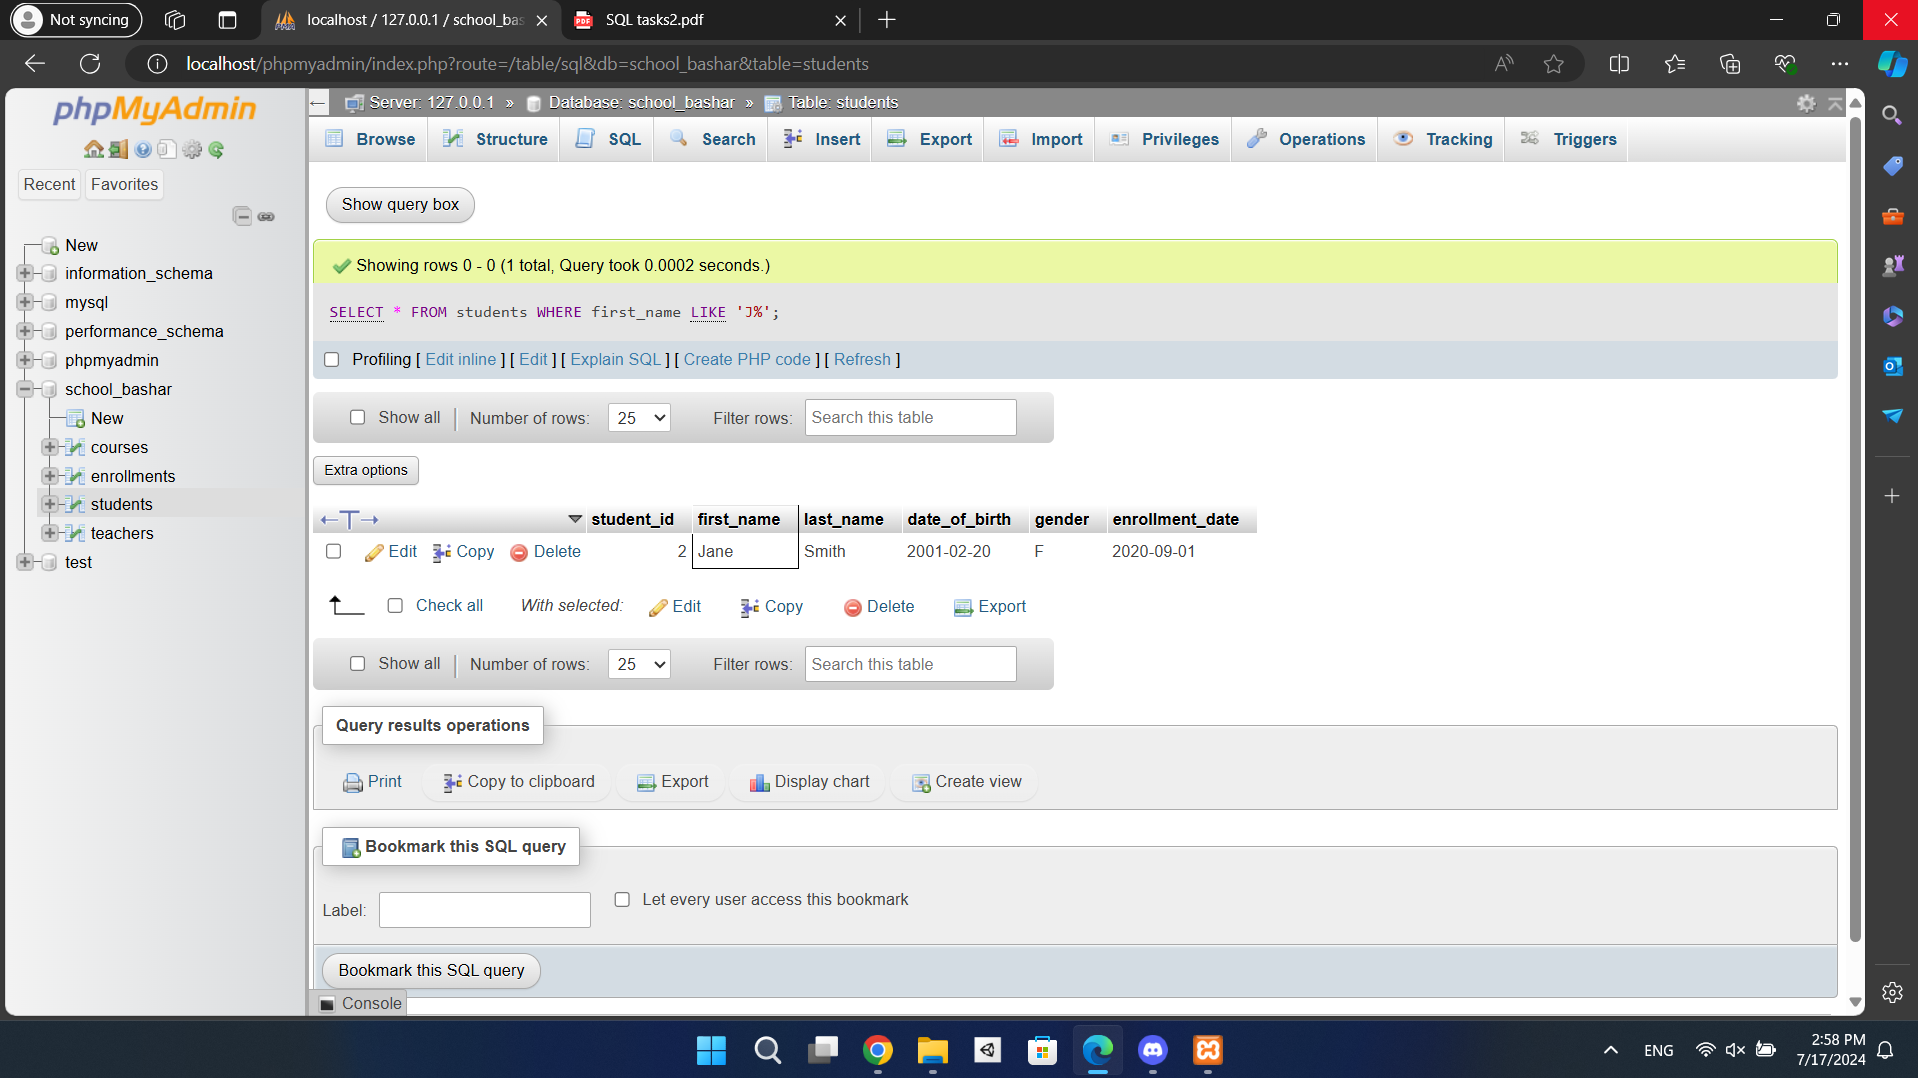 Not syncing
localhost / 127.0.0.1 / school_bas
SQL tasks2.pdf
localhost/phpmyadmin/index.php?route=/table/sql&db=school_bashar&table=students
phpMyAdmin
Recent Favorites
New
information_schema
mysql
performance_schema
phpmyadmin
school_bashar
New
courses
enrollments
students
teachers
test
Server: 127.0.0.1 » Database: school_bashar » Table: students
Browse Structure SQL Search Insert Export Import Privileges Operations Tracking Triggers
Show query box
Showing rows 0 - 0 (1 total, Query took 0.0002 seconds.)
SELECT * FROM students WHERE first_name LIKE 'J%';
Profiling [ Edit inline ] [ Edit ] [ Explain SQL ] [ Create PHP code ] [ Refresh ]
Show all Number of rows: 25 Filter rows: Search this table
Extra options
←T→ student_id first_name last_name date_of_birth gender enrollment_date
Edit Copy Delete 2 Jane Smith 2001-02-20 F 2020-09-01
Check all With selected: Edit Copy Delete Export
Show all Number of rows: 25 Filter rows: Search this table
Query results operations
Print Copy to clipboard Export Display chart Create view
Bookmark this SQL query
Label: Let every user access this bookmark
Bookmark this SQL query
Console
ENG
2:58 PM
7/17/2024